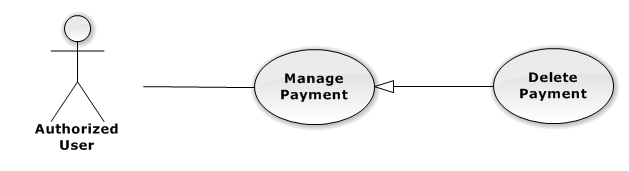 Manage
Payment
Delete
Payment
Authorized
User